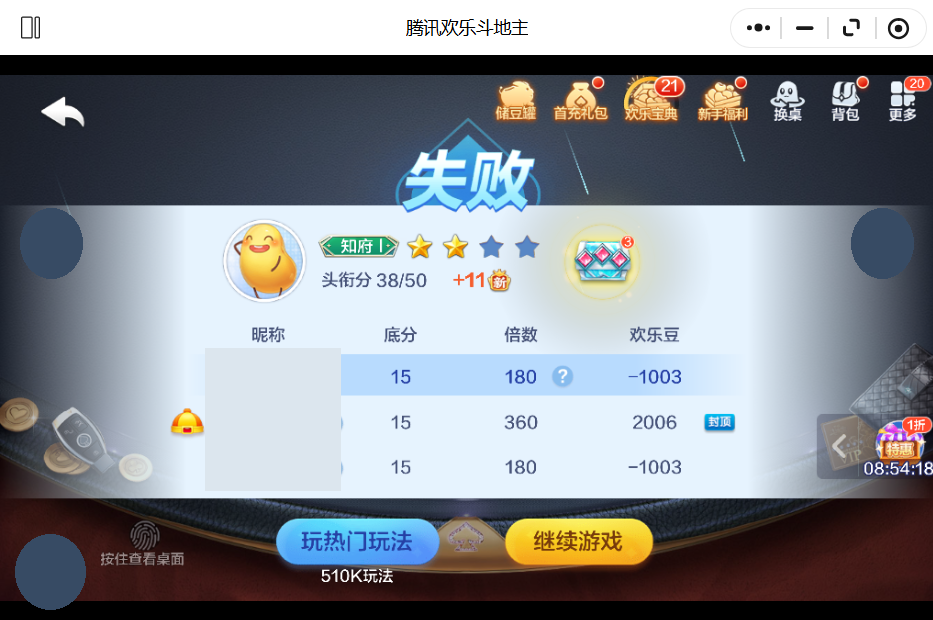 腾讯欢乐斗地主
储豆罐 首充礼包 欢乐宝典 21 新手福利 换桌 背包 更多 20
失败
知府 I
头衔分 38/50 +11 新
3
昵称 底分 倍数 欢乐豆
15 180 ? -1003
15 360 2006 封顶
15 180 -1003
1折
特惠
08:54:18
VIP
按住查看桌面
玩热门玩法 继续游戏
510K玩法